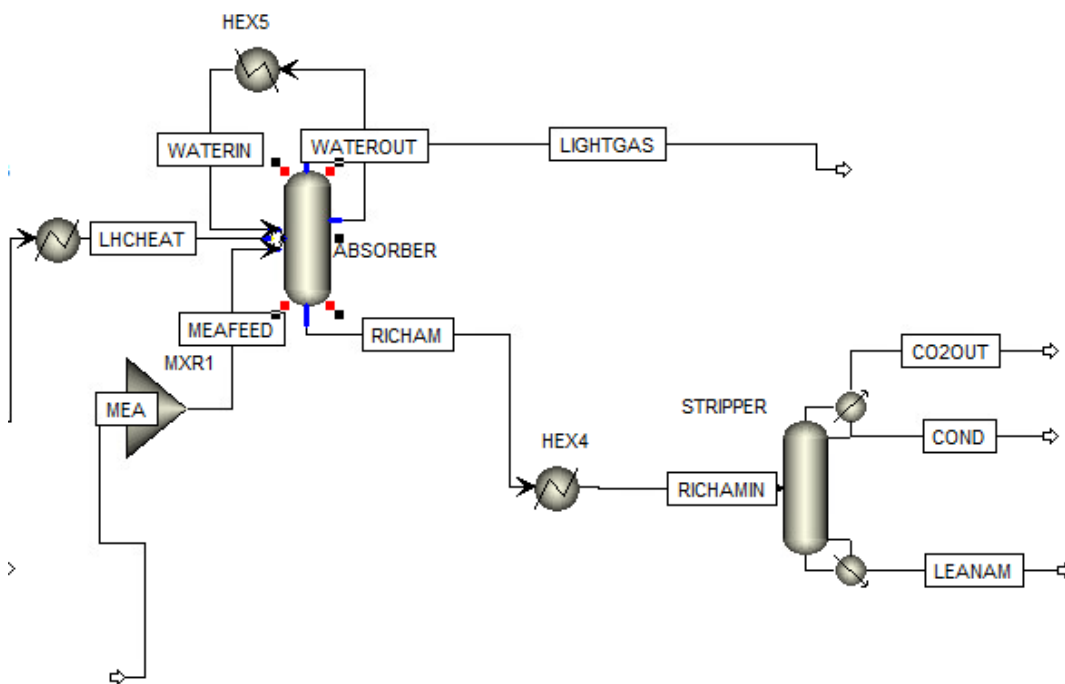 HEX5
WATERIN
WATEROUT
LIGHTGAS
LHCHEAT
ABSORBER
MEAFEED
RICHAM
MXR1
MEA
CO2OUT
STRIPPER
COND
HEX4
RICHAMIN
LEANAM